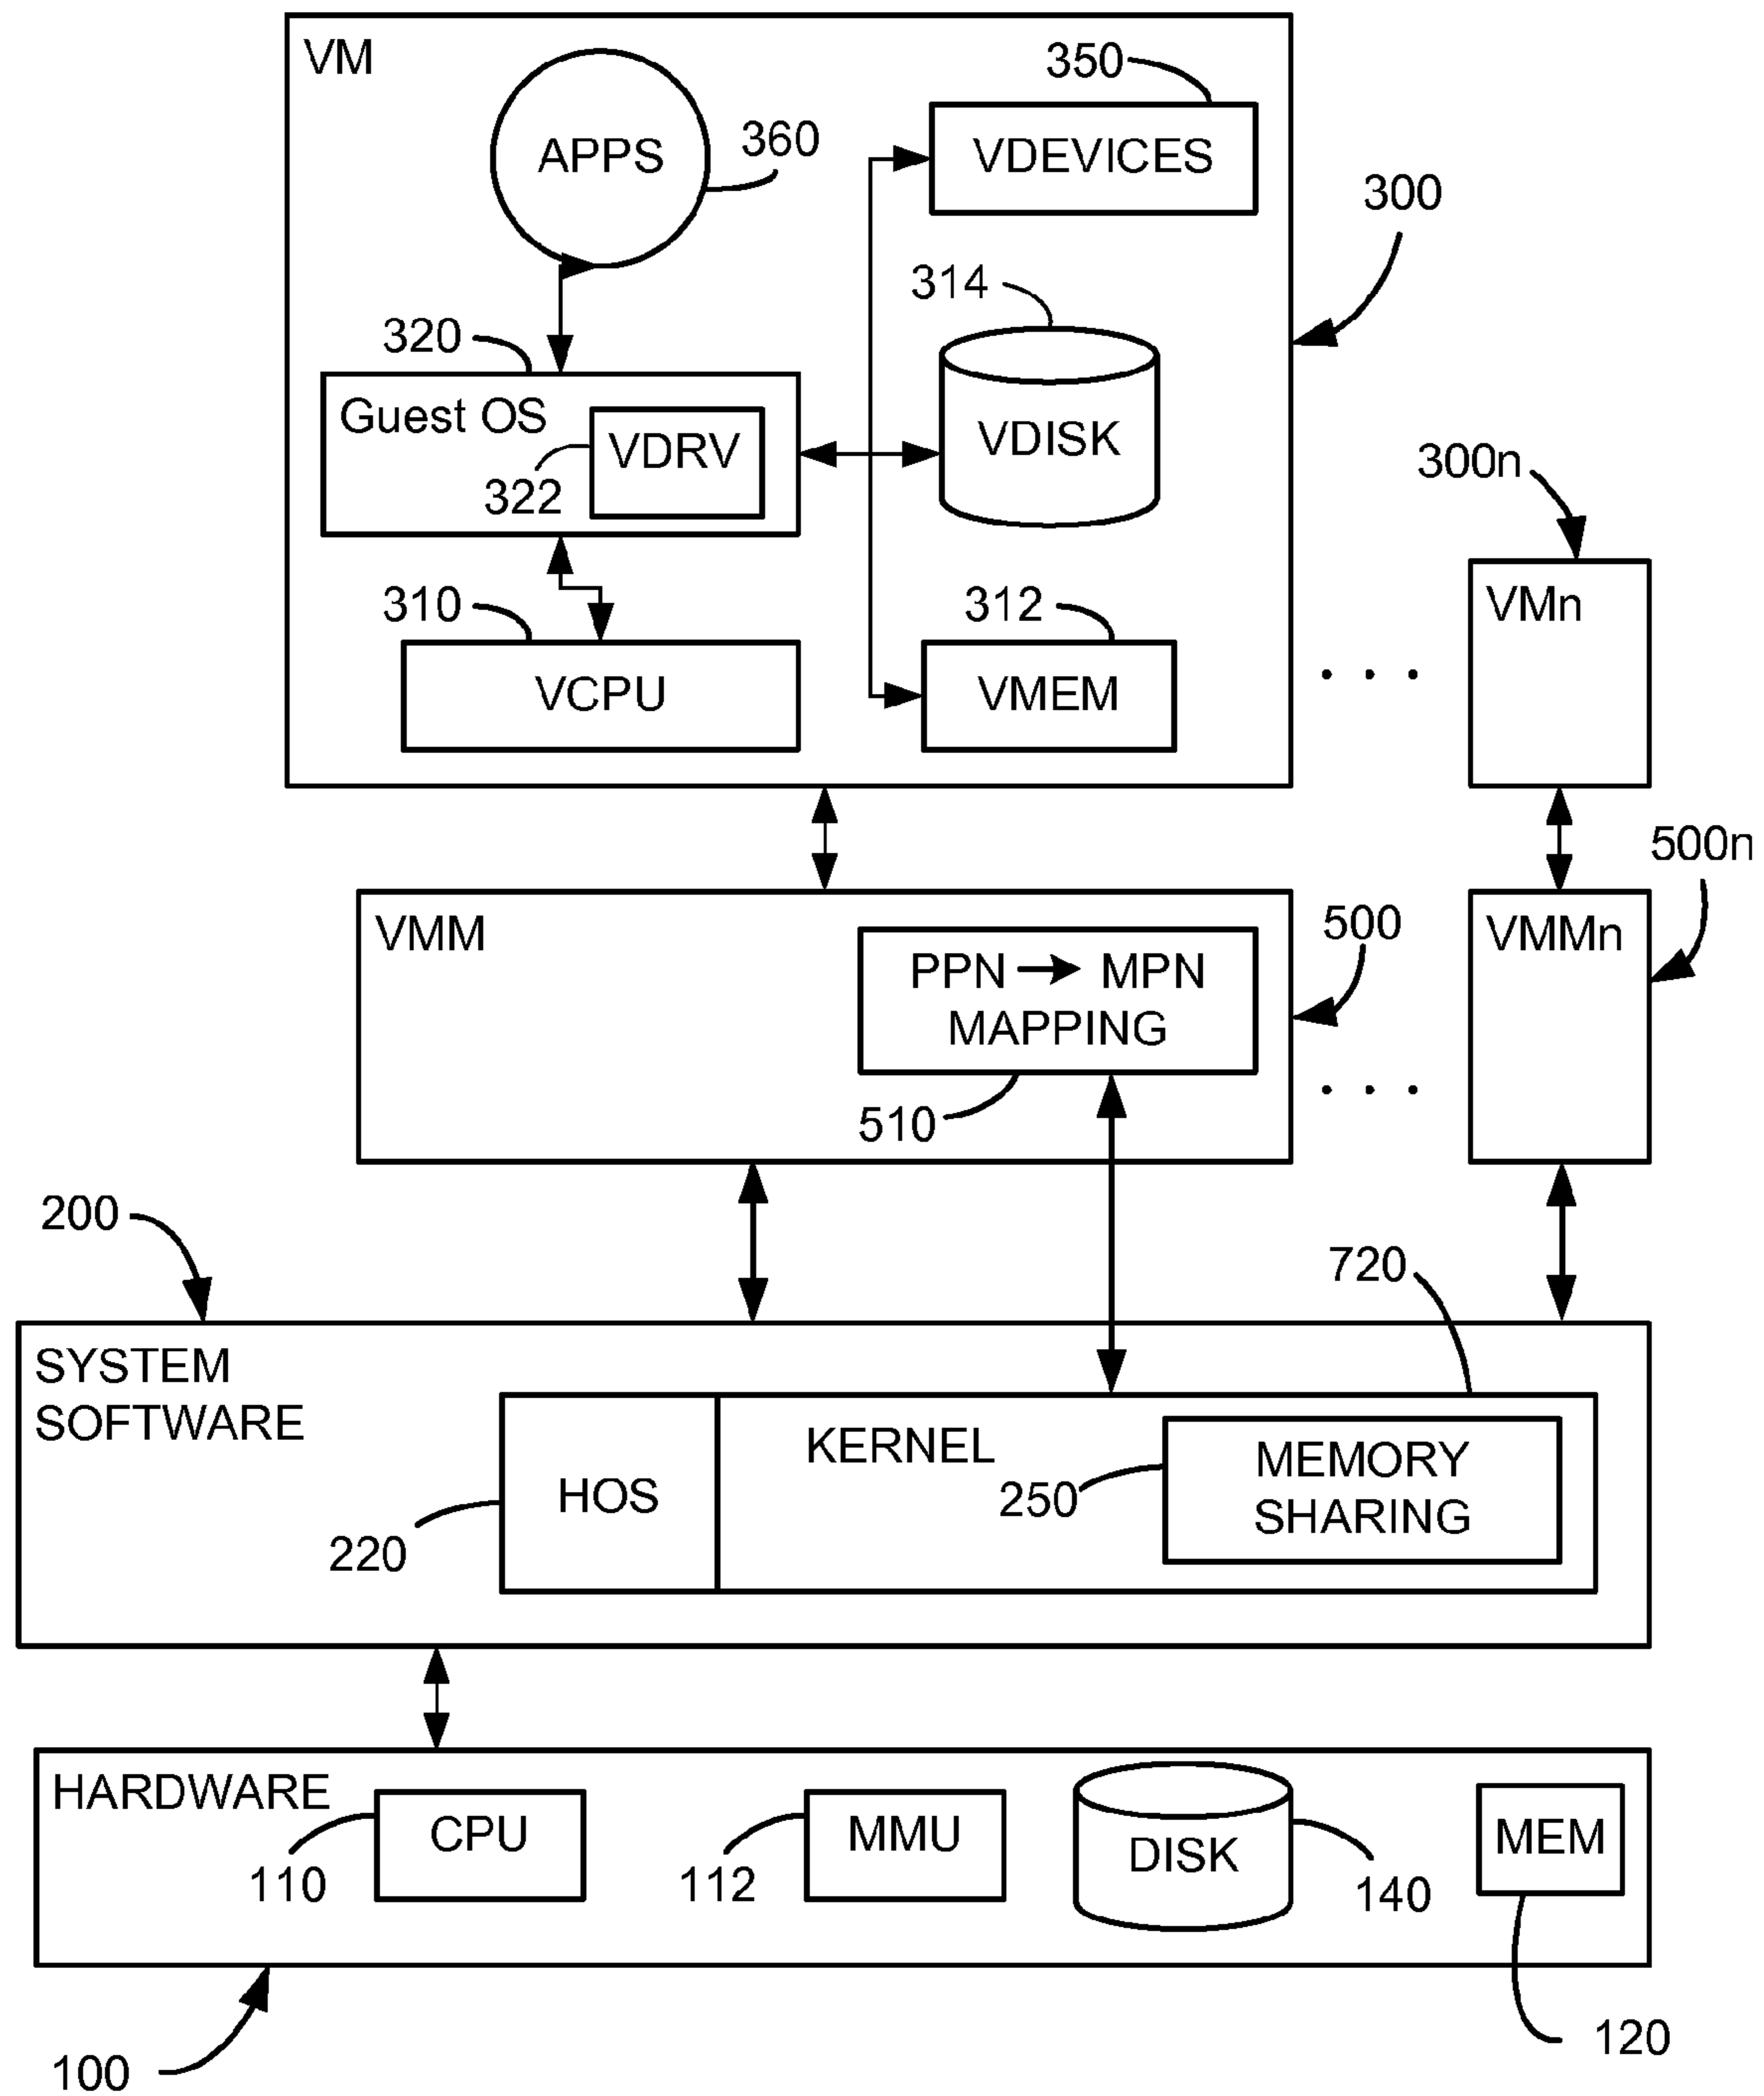 VM
350
APPS
360
VDEVICES
300
314
320
Guest OS
VDRV
322
VDISK
300n
310
312
VMn
VCPU
VMEM
. . .
500n
VMM
500
VMMn
PPN → MPN
MAPPING
510
. . .
200
720
SYSTEM
SOFTWARE
KERNEL
MEMORY
SHARING
250
HOS
220
HARDWARE
CPU
MMU
DISK
MEM
110
112
140
120
100